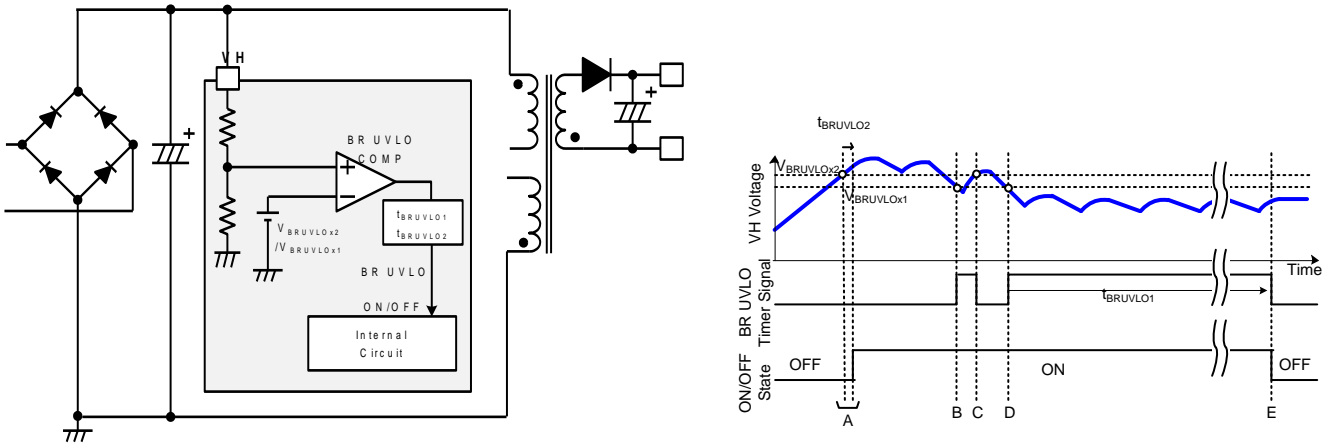 VH
+
BR UVLO
COMP
+
−
tBRUVLO1
tBRUVLO2
VBRUVLOx2
/VBRUVLOx1
BR UVLO
ON/OFF
Internal
Circuit
+
tBRUVLO2
VH Voltage
VBRUVLOx2
VBRUVLOx1
Time
BR UVLO
Timer Signal
tBRUVLO1
ON/OFF
State
OFF
ON
OFF
A
B
C
D
E